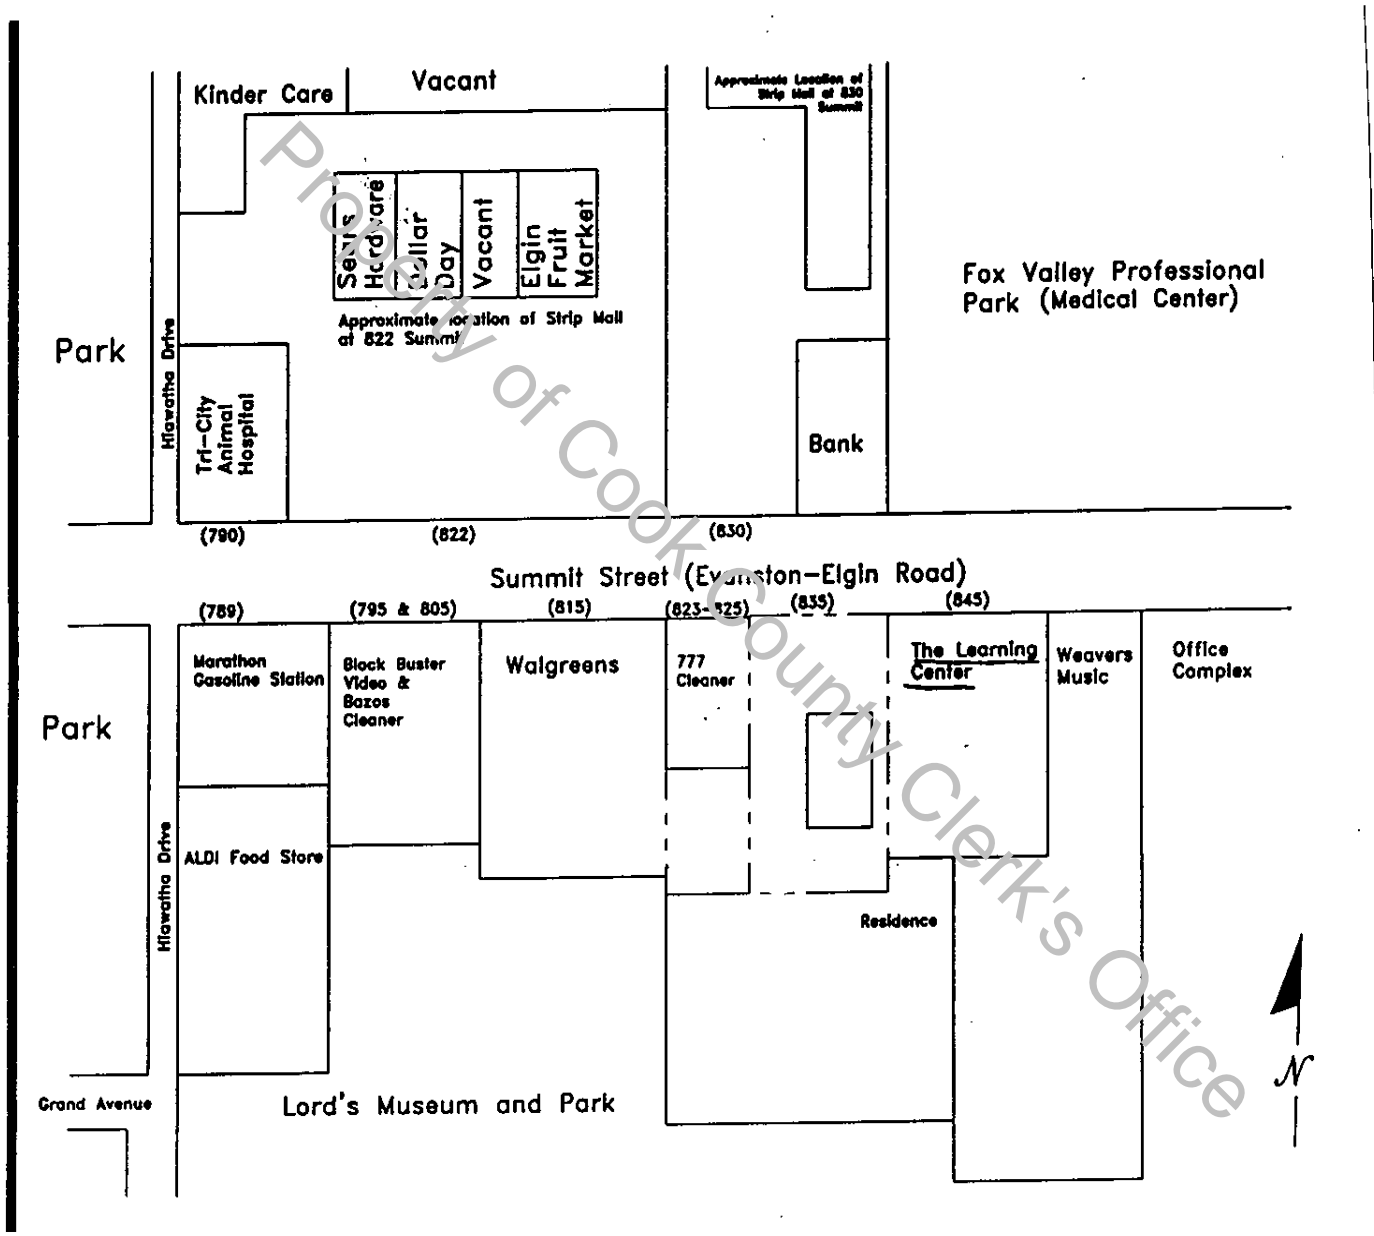 Kinder Care
Vacant
Approximate Location of
Strip Mall at 830
Summit
Sears
Hardware
Dollar
Day
Vacant
Elgin
Fruit
Market
Approximate location of Strip Mall
at 822 Summit
Fox Valley Professional
Park (Medical Center)
Park
Hiawatha Drive
Tri-City
Animal
Hospital
Bank
(790)
(822)
(830)
Summit Street (Evanston-Elgin Road)
(789)
(795 & 805)
(815)
(823-825)
(835)
(845)
Marathon
Gasoline Station
Block Buster
Video &
Bazos
Cleaner
Walgreens
777
Cleaner
The Learning
Center
Weavers
Music
Office
Complex
Park
Hiawatha Drive
ALDI Food Store
Residence
Grand Avenue
Lord's Museum and Park
N
Property of Cook County Clerk's Office